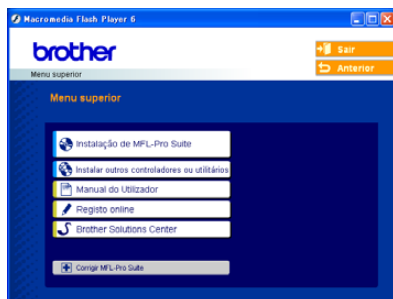 Macromedia Flash Player 6
brother
Sair
Anterior
Menu superior
Menu superior
Instalação de MFL-Pro Suite
Instalar outros controladores ou utilitários
Manual do Utilizador
Registo online
Brother Solutions Center
Corrigir MFL-Pro Suite